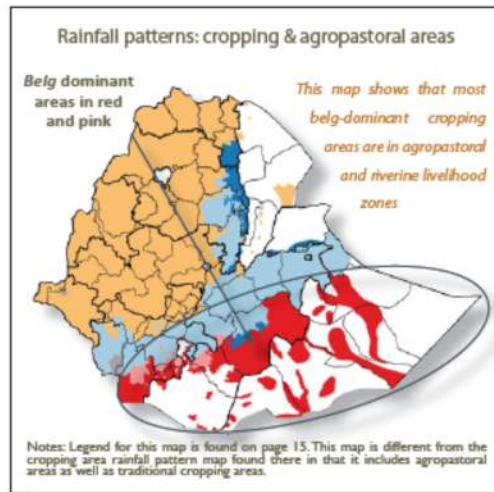 Rainfall patterns: cropping & agropastoral areas
Belg dominant
areas in red
and pink
This map shows that most
belg-dominant cropping
areas are in agropastoral
and riverine livelihood
zones
Notes: Legend for this map is found on page 15. This map is different from the
cropping area rainfall pattern map found there in that it includes agropastoral
areas as well as traditional cropping areas.